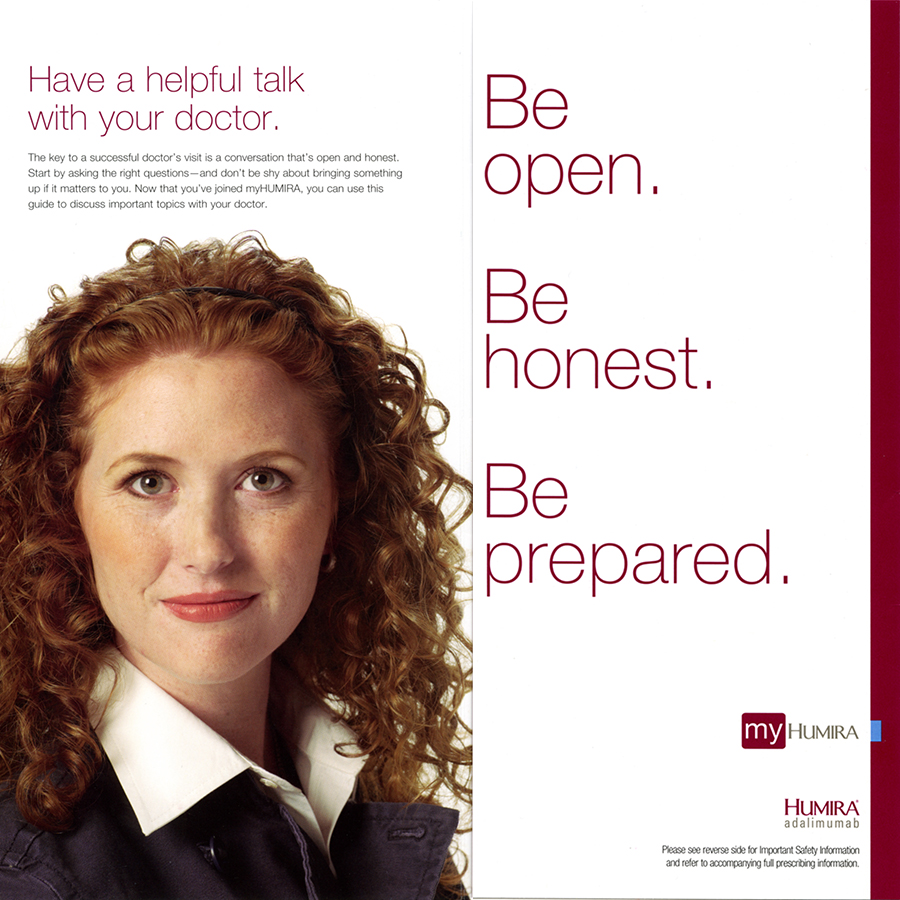 Have a helpful talk
with your doctor.
The key to a successful doctor's visit is a conversation that's open and honest.
Start by asking the right questions—and don't be shy about bringing something
up if it matters to you. Now that you've joined myHUMIRA, you can use this
guide to discuss important topics with your doctor.
Be
open.
Be
honest.
Be
prepared.
my HUMIRA
HUMIRA®
adalimumab
Please see reverse side for Important Safety Information
and refer to accompanying full prescribing information.